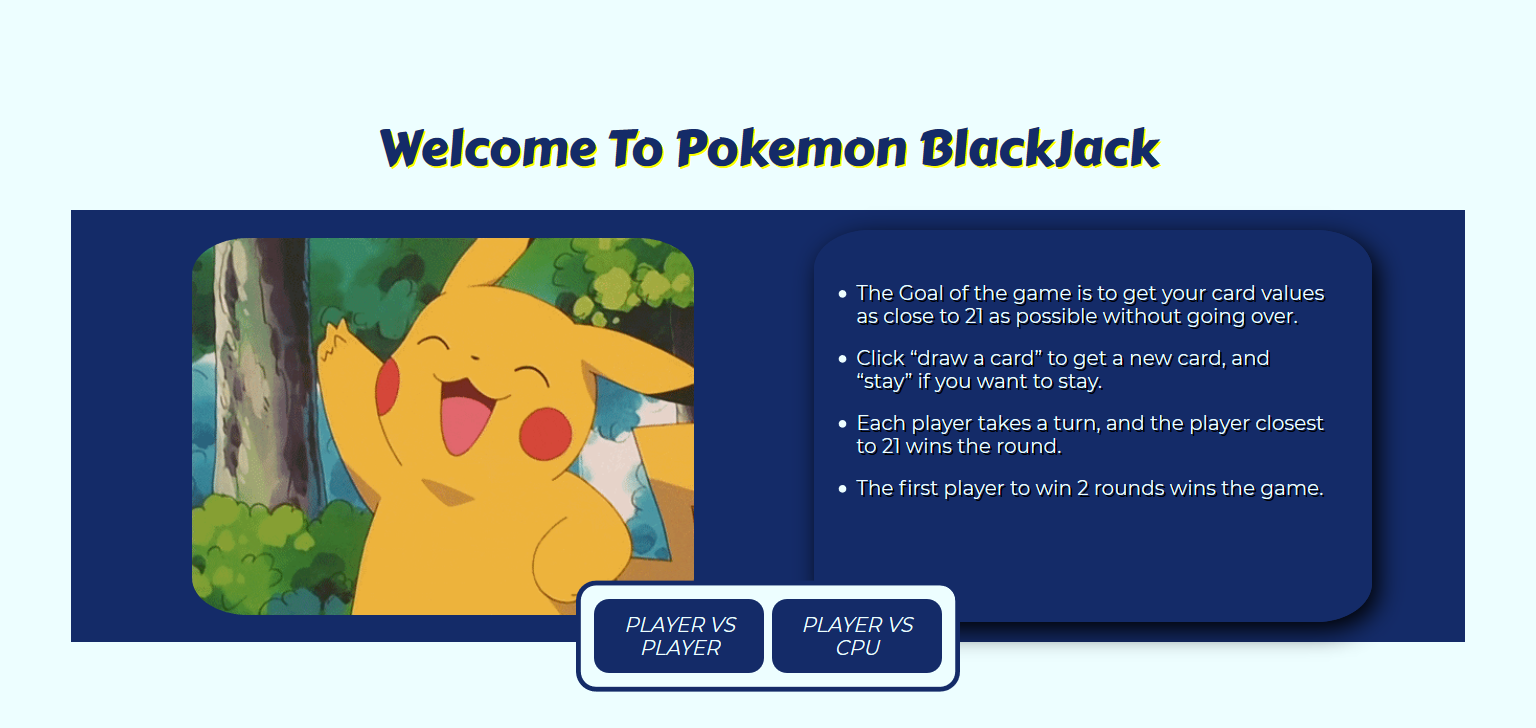 Welcome To Pokemon BlackJack
The Goal of the game is to get your card values
as close to 21 as possible without going over.
Click “draw a card” to get a new card, and
“stay” if you want to stay.
Each player takes a turn, and the player closest
to 21 wins the round.
The first player to win 2 rounds wins the game.
PLAYER VS
PLAYER
PLAYER VS
CPU